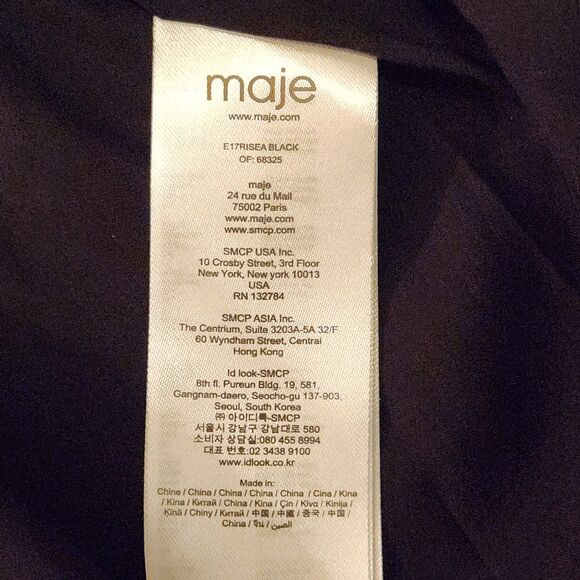 maje
www.maje.com
E17RISEA BLACK
OF: 68325
maje
24 rue du Mail
75002 Paris
www.maje.com
www.smcp.com
SMCP USA Inc.
10 Crosby Street, 3rd Floor
New York, New york 10013
USA
RN 132784
SMCP ASIA Inc.
The Centrium, Suite 3203A-5A 32/F
60 Wyndham Street, Central
Hong Kong
Id look-SMCP
8th fl. Pureun Bldg. 19, 581,
Gangnam-daero, Seocho-gu 137-903,
Seoul, South Korea
㈜ 아이디룩-SMCP
서울시 강남구 강남대로 580
소비자 상담실:080 455 8994
대표 번호:02 3438 9100
www.idlook.co.kr
Made in:
Chine / China / China / China / China / Cina / Kina
/ Kina / Китай / China / Kina / Çin / Kíva / Kinija /
Ķīnā / Chiny / Китай / 中国 / 中國 / 중국 / 中国 /
China / จีน / الصين /